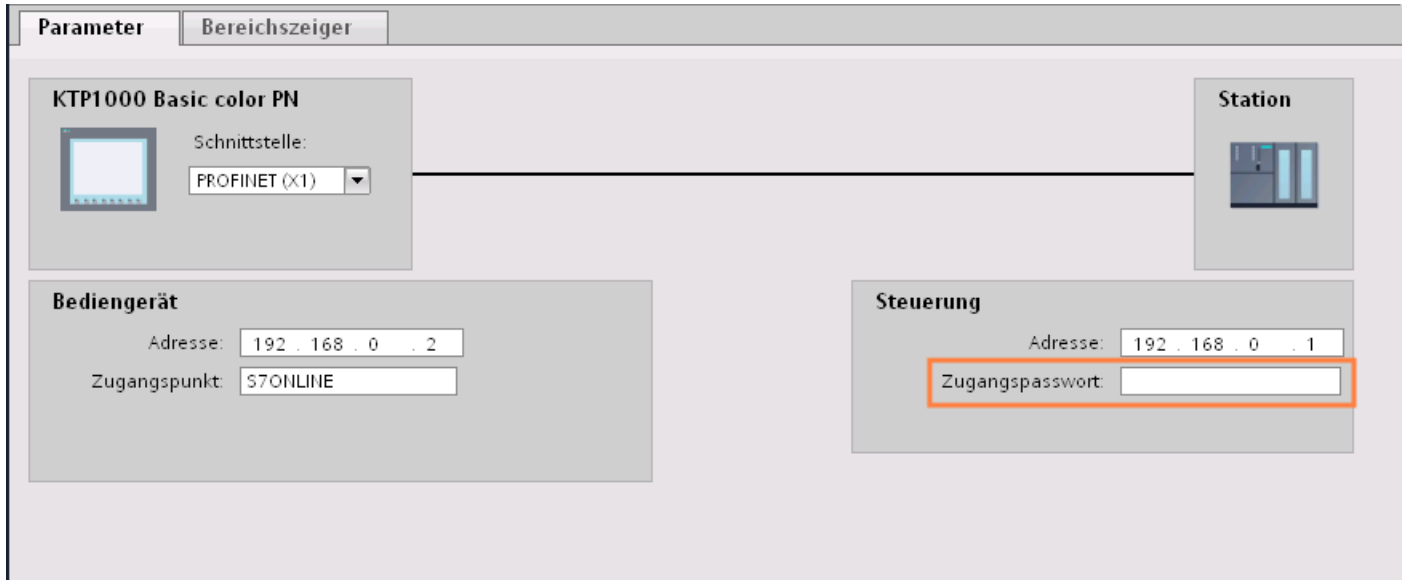 Parameter Bereichszeiger
KTP1000 Basic color PN
Schnittstelle:
PROFINET (X1)
Station
Bediengerät
Adresse: 192 . 168 . 0 . 2
Zugangspunkt: S7ONLINE
Steuerung
Adresse: 192 . 168 . 0 . 1
Zugangspasswort: